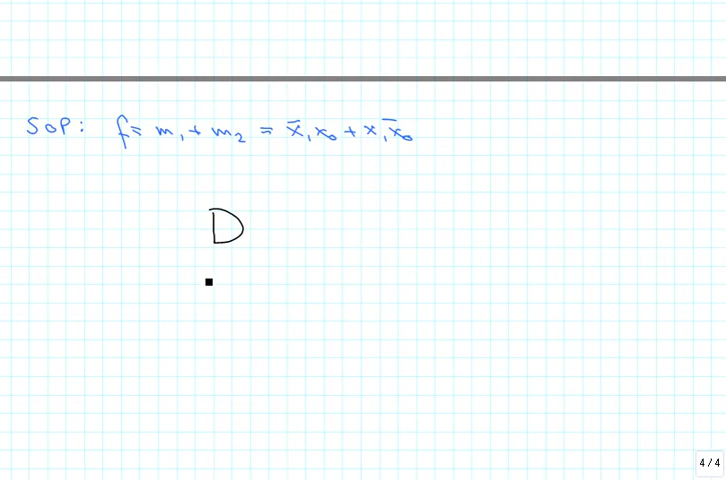 SOP: f = m₁ + m₂ = x̅₁x₀ + x₁x̅₀
4 / 4